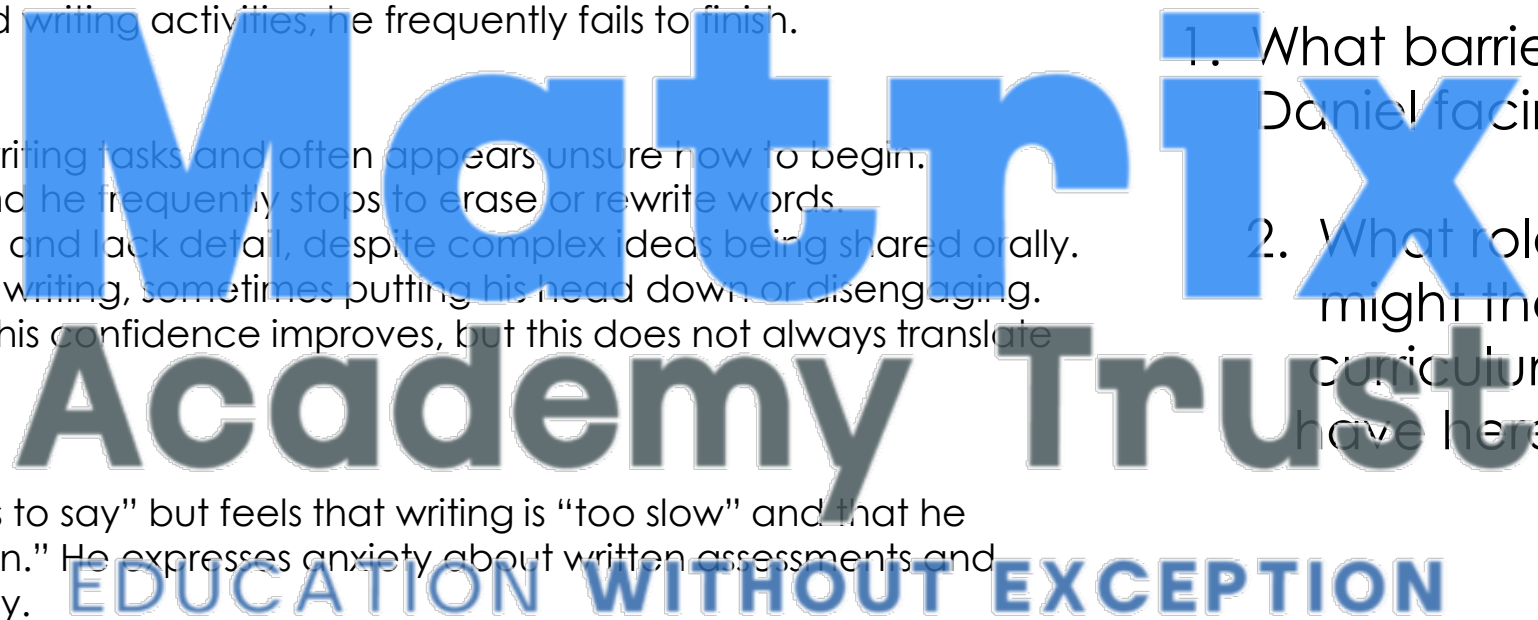 d writing activities, he frequently fails to finish.
riting tasks and often appears unsure how to begin.
nd he frequently stops to erase or rewrite words.
and lack detail, despite complex ideas being shared orally.
writing, sometimes putting his head down or disengaging.
his confidence improves, but this does not always translate
s to say” but feels that writing is “too slow” and that he
n.” He expresses anxiety about written assessments and
y.
1. What barrie
Daniel facin
2. What role
might the
curriculum
have here
Matrix
Academy Trust
EDUCATION WITHOUT EXCEPTION